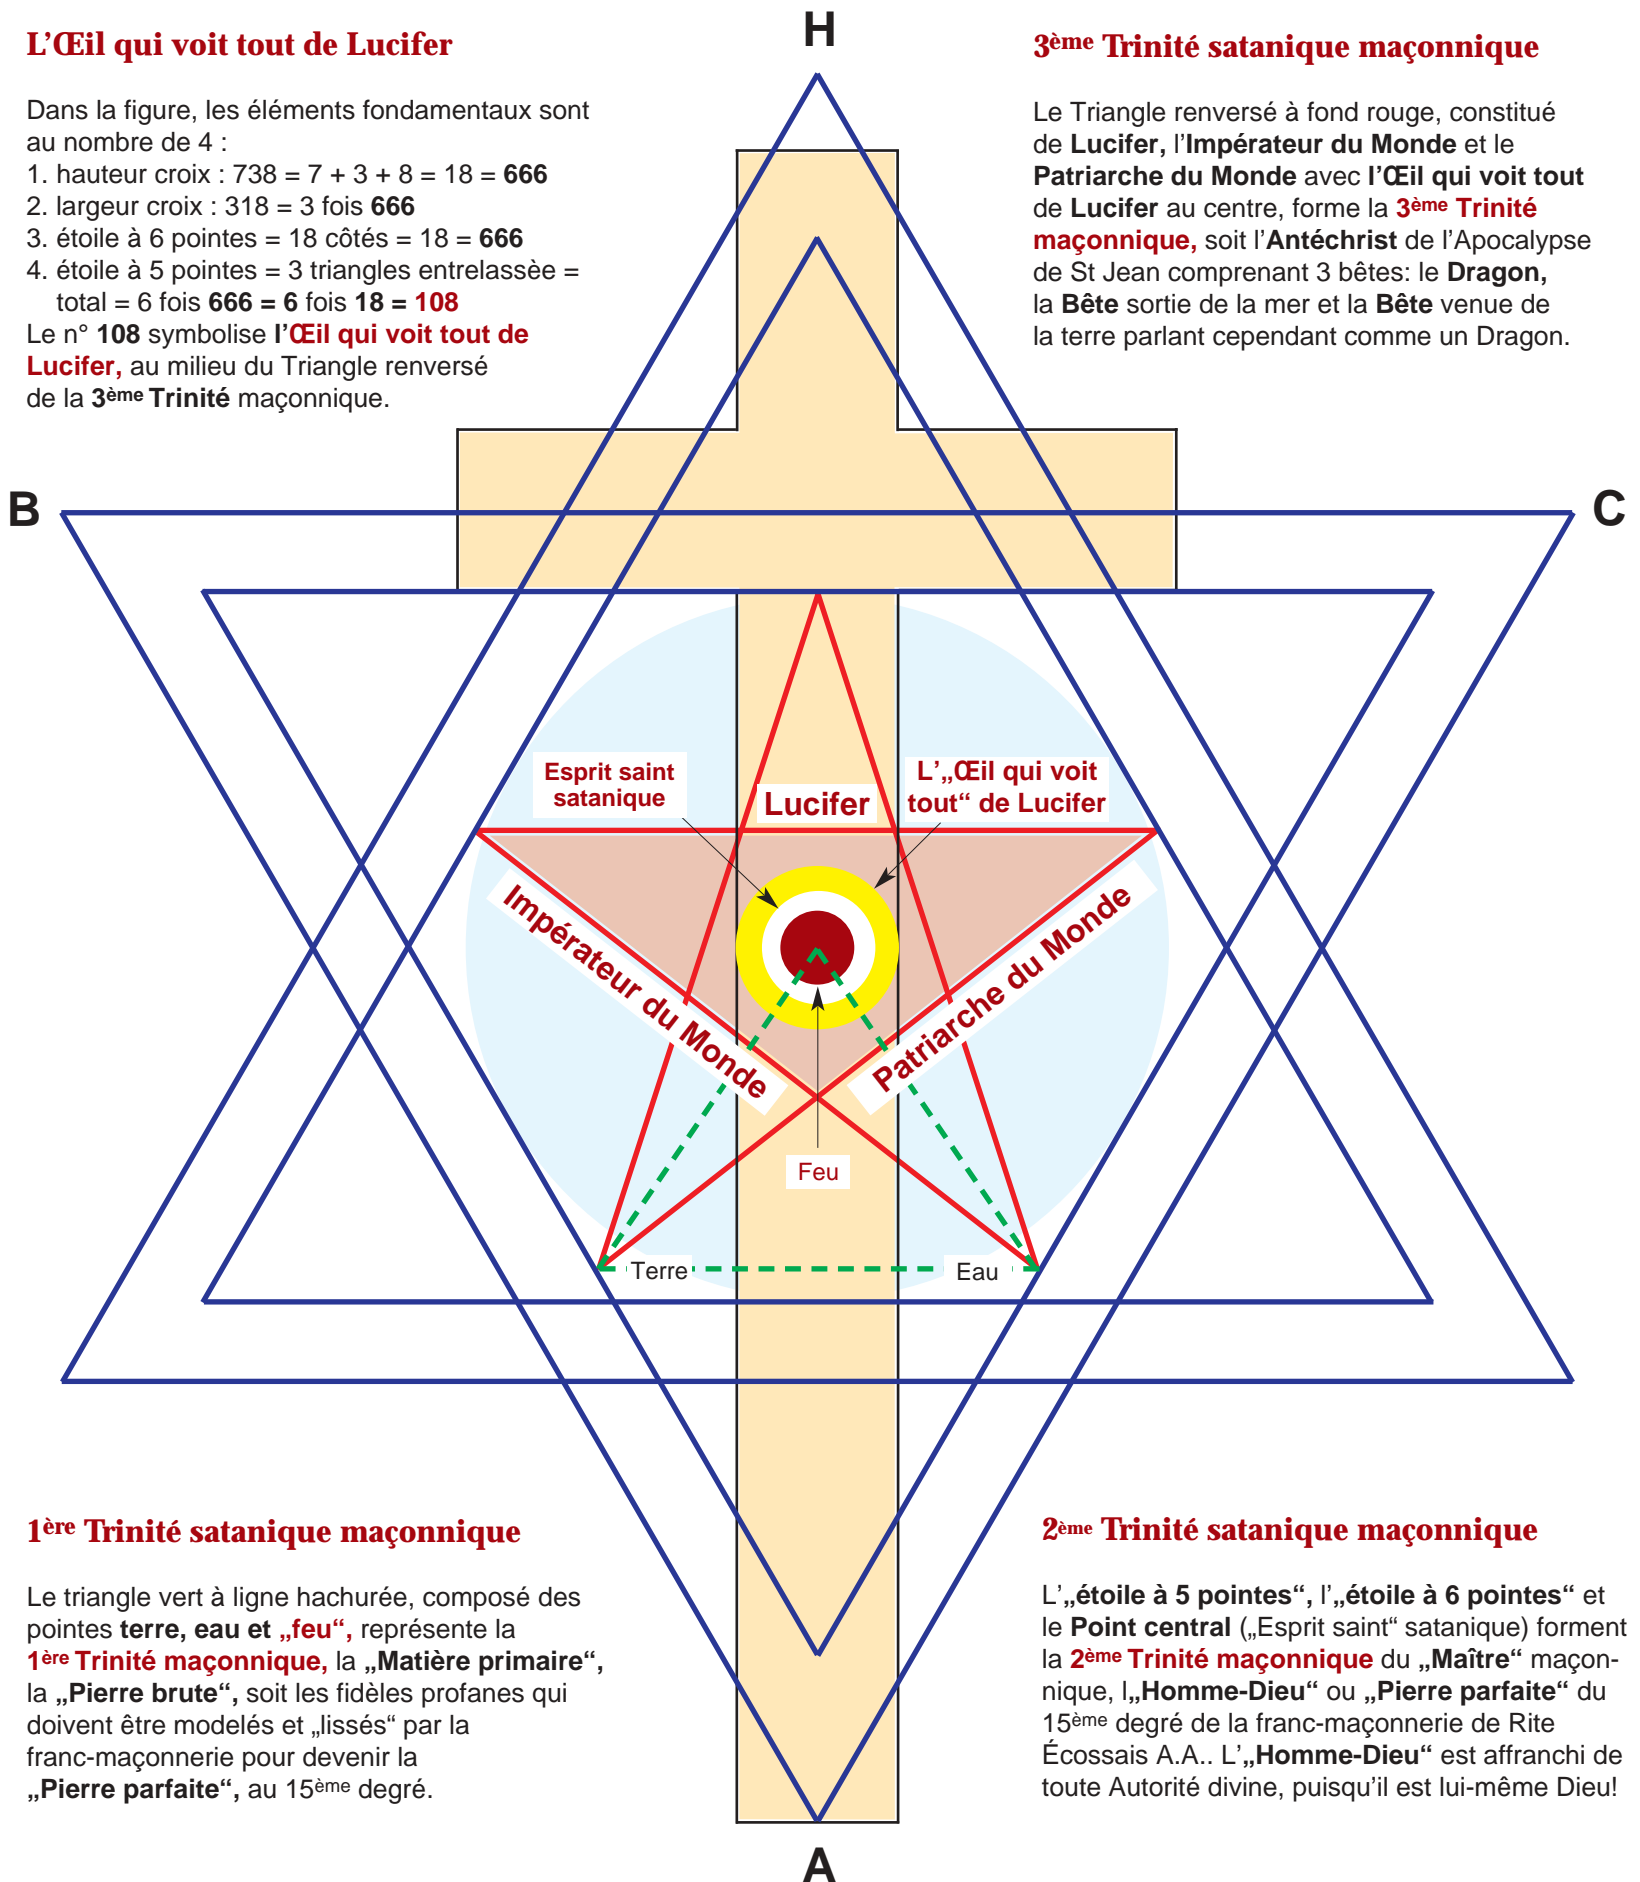 H
L'Œil qui voit tout de Lucifer
Dans la figure, les éléments fondamentaux sont
au nombre de 4 :
1. hauteur croix : 738 = 7 + 3 + 8 = 18 = 666
2. largeur croix : 318 = 3 fois 666
3. étoile à 6 pointes = 18 côtés = 18 = 666
4. étoile à 5 pointes = 3 triangles entrelassèe =
total = 6 fois 666 = 6 fois 18 = 108
Le n° 108 symbolise l'Œil qui voit tout de
Lucifer, au milieu du Triangle renversé
de la 3ème Trinité maçonnique.
3ème Trinité satanique maçonnique
Le Triangle renversé à fond rouge, constitué
de Lucifer, l'Impérateur du Monde et le
Patriarche du Monde avec l'Œil qui voit tout
de Lucifer au centre, forme la 3ème Trinité
maçonnique, soit l'Antéchrist de l'Apocalypse
de St Jean comprenant 3 bêtes: le Dragon,
la Bête sortie de la mer et la Bête venue de
la terre parlant cependant comme un Dragon.
B
C
Esprit saint
satanique
Lucifer
L'„Œil qui voit
tout“ de Lucifer
Impérateur du Monde
Patriarche du Monde
Feu
Terre
Eau
1ère Trinité satanique maçonnique
Le triangle vert à ligne hachurée, composé des
pointes terre, eau et „feu“, représente la
1ère Trinité maçonnique, la „Matière primaire“,
la „Pierre brute“, soit les fidèles profanes qui
doivent être modelés et „lissés“ par la
franc-maçonnerie pour devenir la
„Pierre parfaite“, au 15ème degré.
2ème Trinité satanique maçonnique
L'„étoile à 5 pointes“, l'„étoile à 6 pointes“ et
le Point central („Esprit saint“ satanique) forment
la 2ème Trinité maçonnique du „Maître“ maçon-
nique, l„Homme-Dieu“ ou „Pierre parfaite“ du
15ème degré de la franc-maçonnerie de Rite
Écossais A.A.. L'„Homme-Dieu“ est affranchi de
toute Autorité divine, puisqu'il est lui-même Dieu!
A